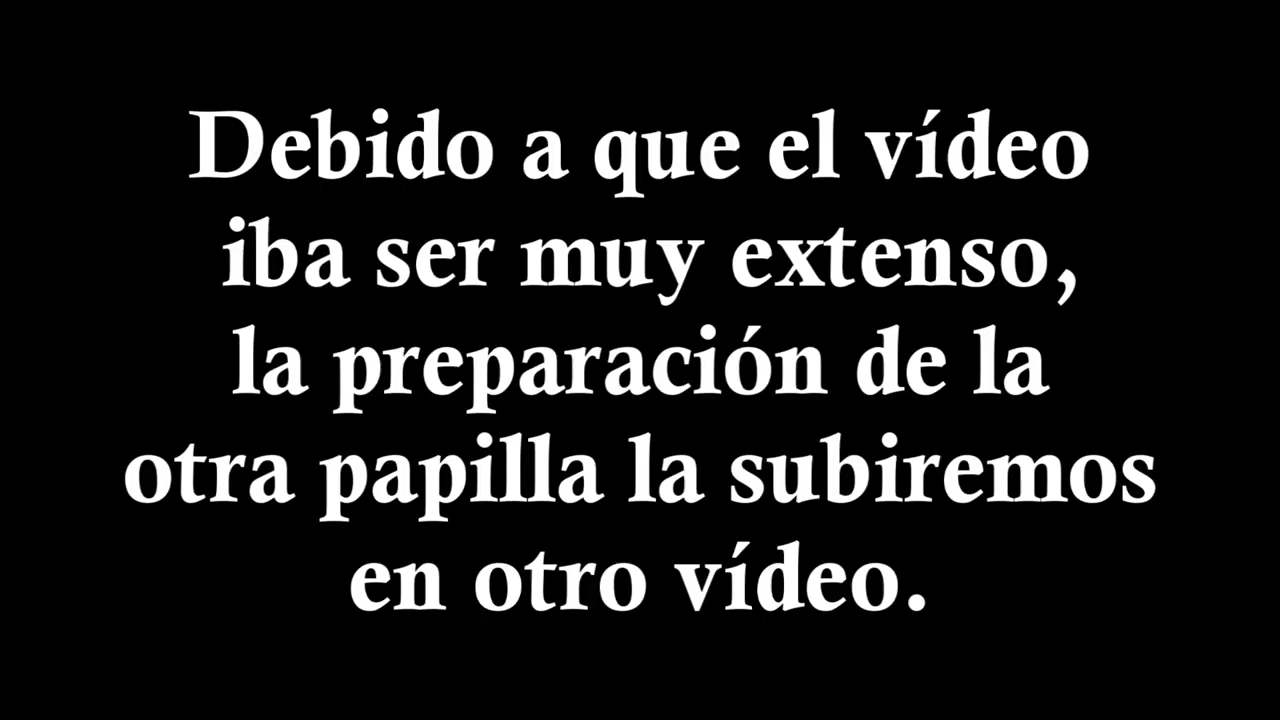 Debido a que el vídeo
iba ser muy extenso,
la preparación de la
otra papilla la subiremos
en otro vídeo.